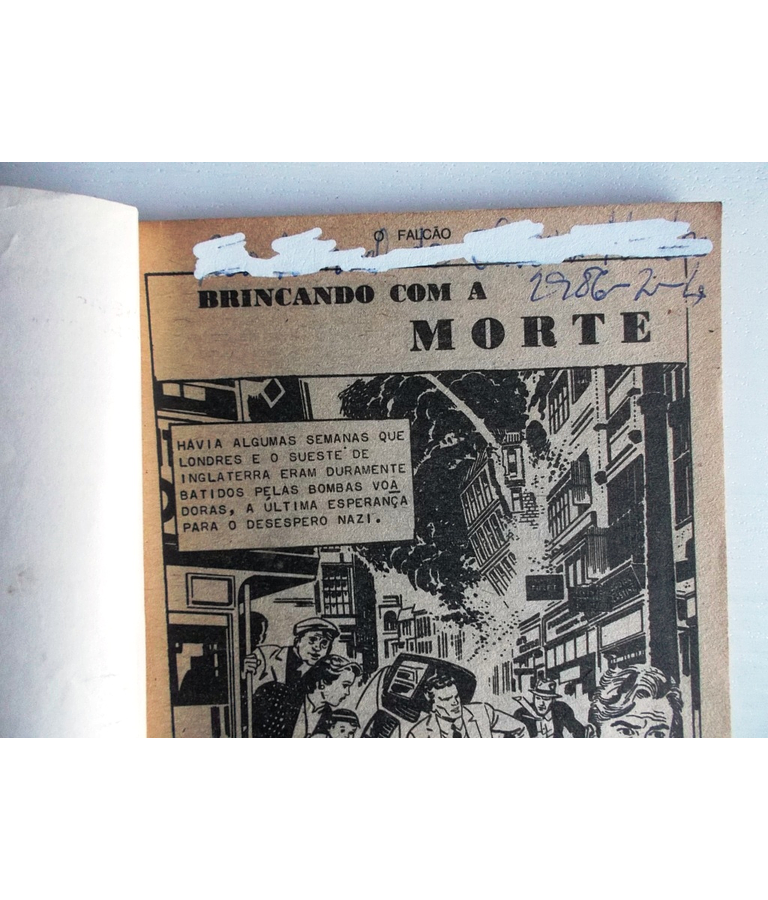 O FALCÃO
BRINCANDO COM A
1986-2-4
MORTE
HAVIA ALGUMAS SEMANAS QUE
LONDRES E O SUESTE DE
INGLATERRA ERAM DURAMENTE
BATIDOS PELAS BOMBAS VOA
DORAS, A ÚLTIMA ESPERANÇA
PARA O DESESPERO NAZI.